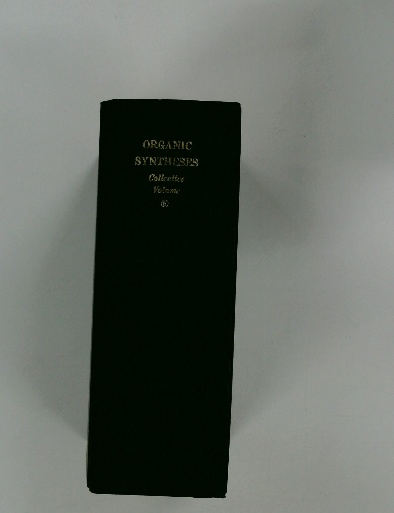 ORGANIC
SYNTHESES
Collective
Volume